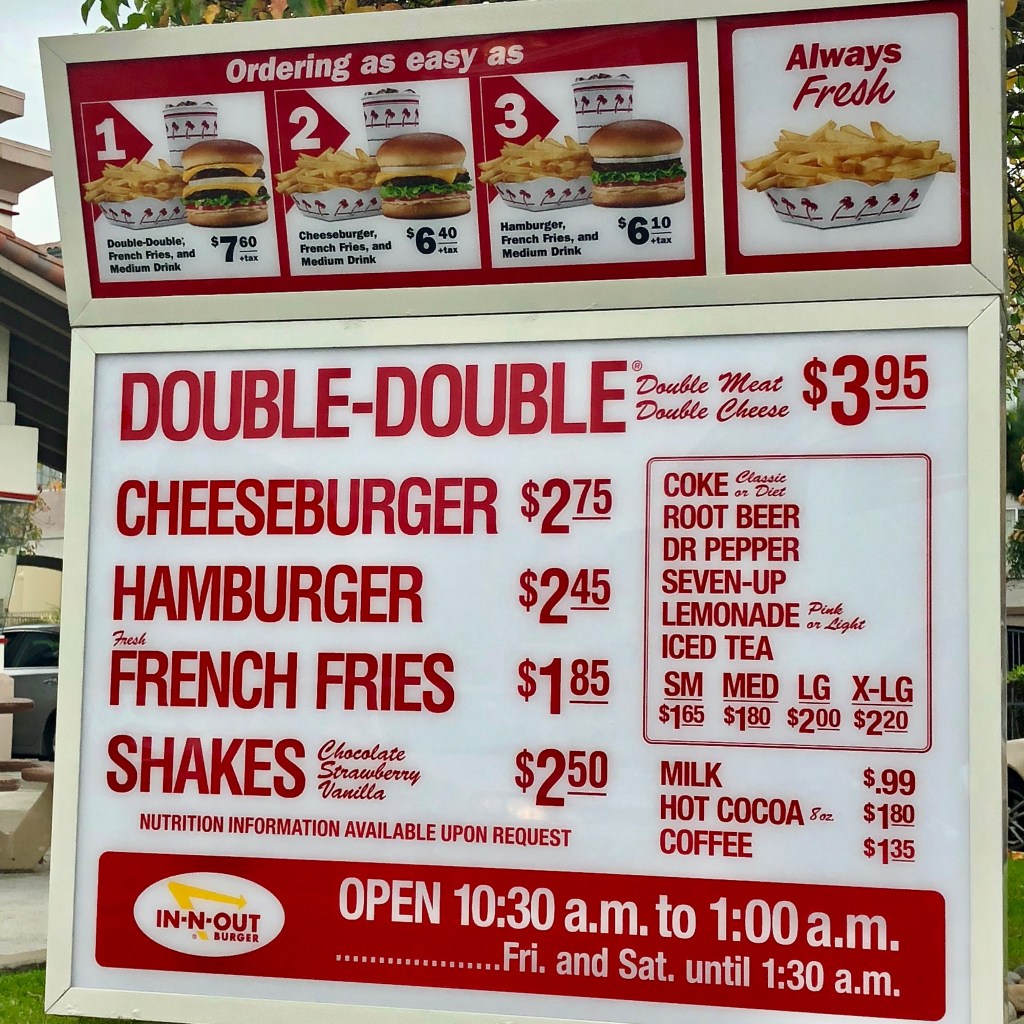 Ordering as easy as
1
Double-Double®,
French Fries, and
Medium Drink
$7.60
+tax
2
Cheeseburger,
French Fries, and
Medium Drink
$6.40
+tax
3
Hamburger,
French Fries, and
Medium Drink
$6.10
+tax
Always
Fresh
DOUBLE-DOUBLE® Double Meat
Double Cheese $3.95
CHEESEBURGER $2.75
HAMBURGER $2.45
Fresh
FRENCH FRIES $1.85
SHAKES Chocolate
Strawberry
Vanilla
$2.50
NUTRITION INFORMATION AVAILABLE UPON REQUEST
COKE Classic
or Diet
ROOT BEER
DR PEPPER
SEVEN-UP
LEMONADE Pink
or Light
ICED TEA
SM MED LG X-LG
$1.65 $1.80 $2.00 $2.20
MILK $.99
HOT COCOA 8 oz. $1.80
COFFEE $1.35
IN-N-OUT
® BURGER
OPEN 10:30 a.m. to 1:00 a.m.
...................Fri. and Sat. until 1:30 a.m.